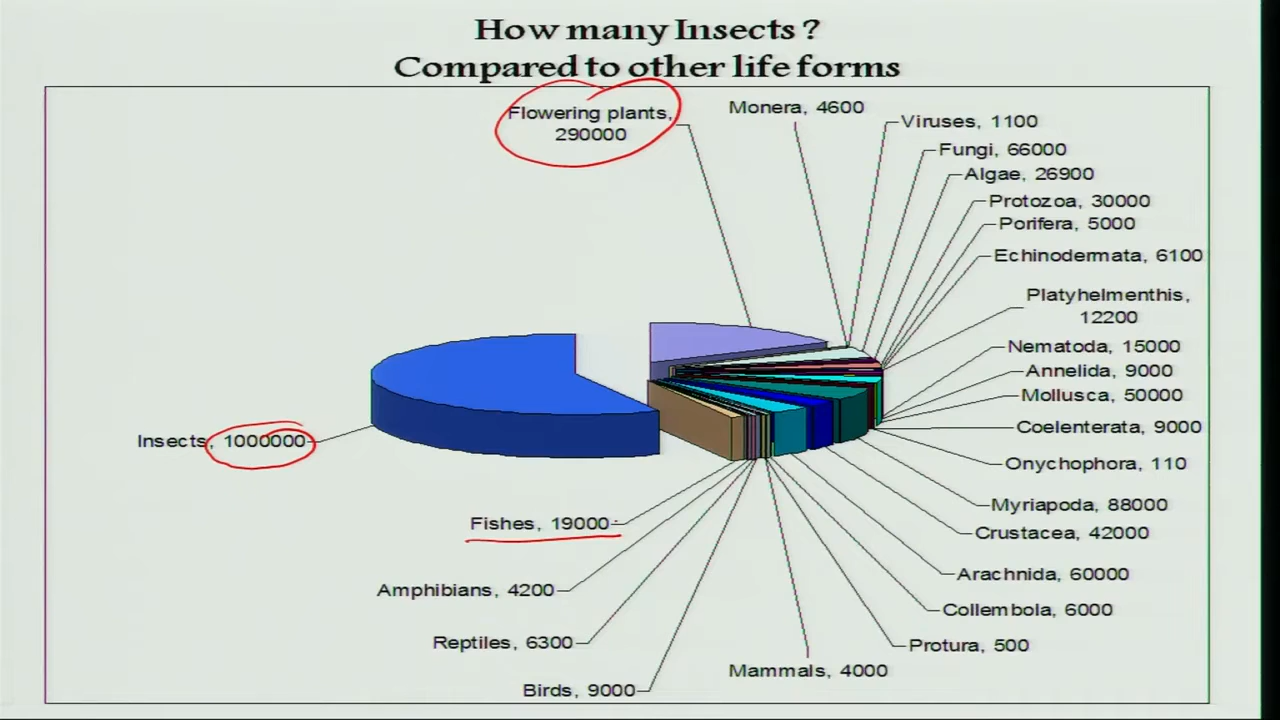 How many Insects ?
Compared to other life forms
Flowering plants,
290000
Monera, 4600
Viruses, 1100
Fungi, 66000
Algae, 26900
Protozoa, 30000
Porifera, 5000
Echinodermata, 6100
Platyhelmenthis,
12200
Nematoda, 15000
Annelida, 9000
Mollusca, 50000
Coelenterata, 9000
Onychophora, 110
Myriapoda, 88000
Crustacea, 42000
Arachnida, 60000
Collembola, 6000
Protura, 500
Mammals, 4000
Birds, 9000
Reptiles, 6300
Amphibians, 4200
Fishes, 19000
Insects, 1000000